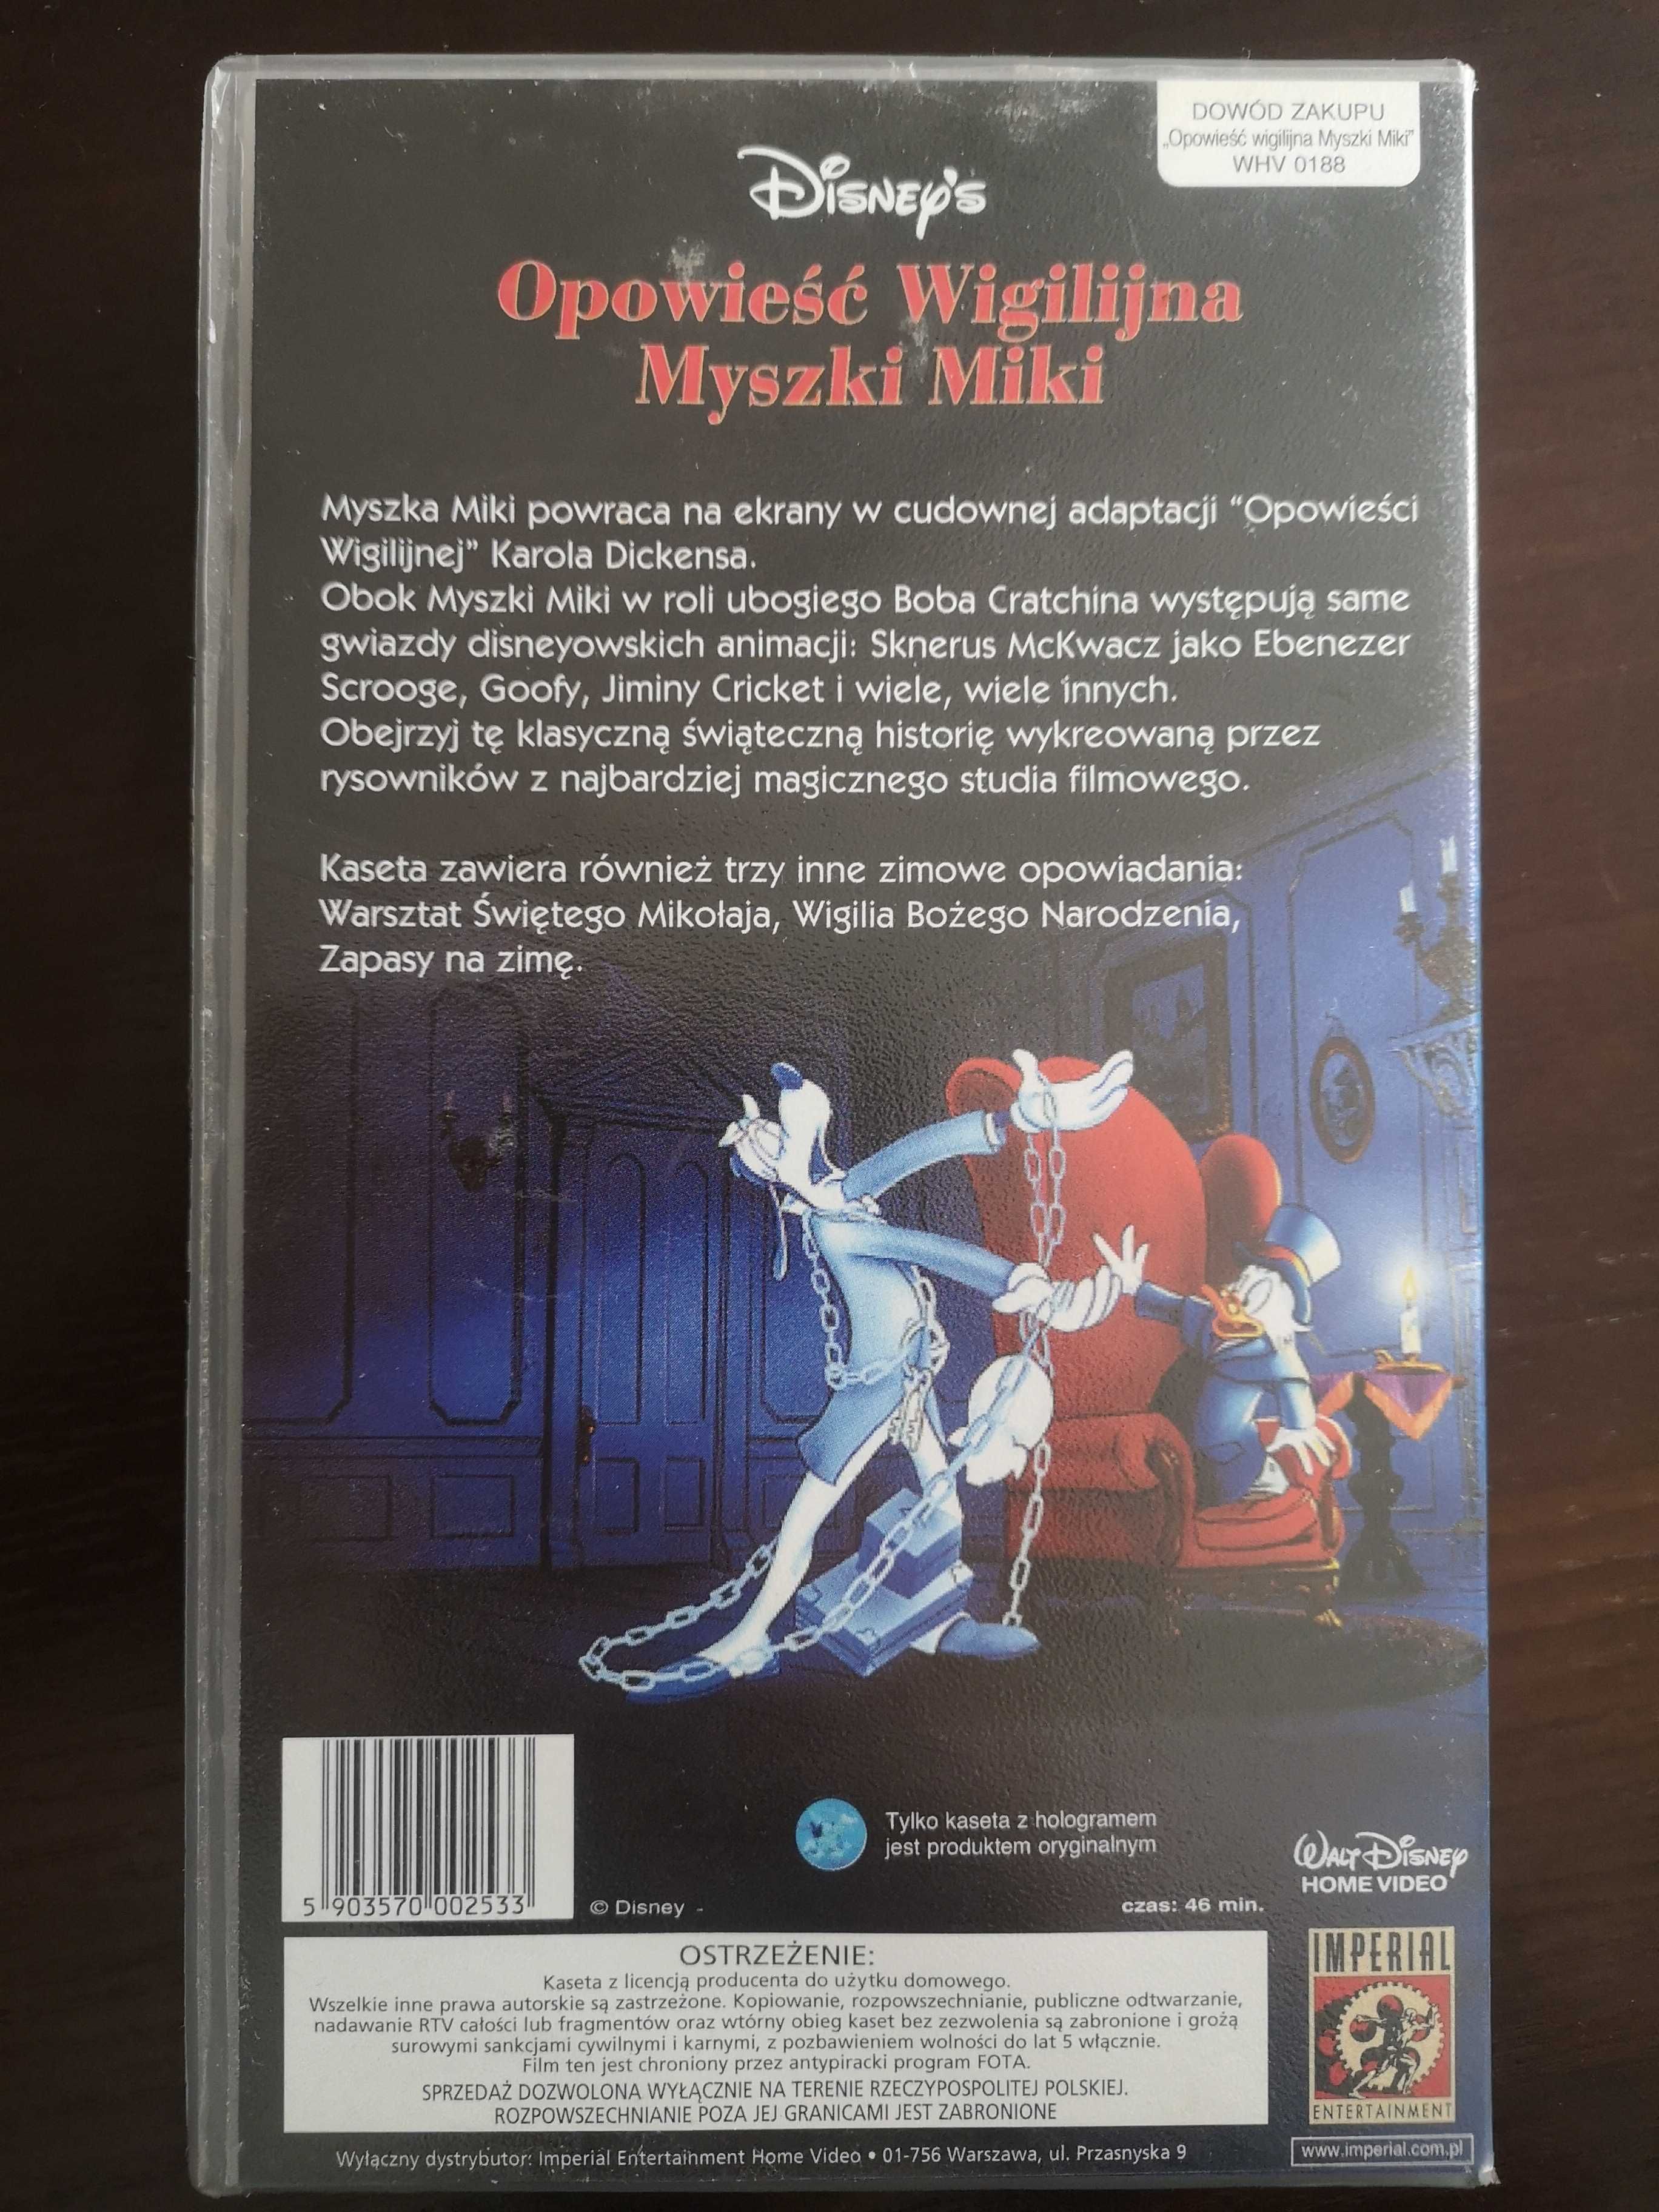 DOWÓD ZAKUPU
„Opowieść wigilijna Myszki Miki”
WHV 0188
Disney's
Opowieść Wigilijna
Myszki Miki
Myszka Miki powraca na ekrany w cudownej adaptacji “Opowieści
Wigilijnej” Karola Dickensa.
Obok Myszki Miki w roli ubogiego Boba Cratchina występują same
gwiazdy disneyowskich animacji: Sknerus McKwacz jako Ebenezer
Scrooge, Goofy, Jiminy Cricket i wiele, wiele innych.
Obejrzyj tę klasyczną świąteczną historię wykreowaną przez
rysowników z najbardziej magicznego studia filmowego.
Kaseta zawiera również trzy inne zimowe opowiadania:
Warsztat Świętego Mikołaja, Wigilia Bożego Narodzenia,
Zapasy na zimę.
5 903570 002533
© Disney -
Tylko kaseta z hologramem
jest produktem oryginalnym
czas: 46 min.
Walt Disney
HOME VIDEO
OSTRZEŻENIE:
Kaseta z licencją producenta do użytku domowego.
Wszelkie inne prawa autorskie są zastrzeżone. Kopiowanie, rozpowszechnianie, publiczne odtwarzanie,
nadawanie RTV całości lub fragmentów oraz wtórny obieg kaset bez zezwolenia są zabronione i grożą
surowymi sankcjami cywilnymi i karnymi, z pozbawieniem wolności do lat 5 włącznie.
Film ten jest chroniony przez antypiracki program FOTA.
SPRZEDAŻ DOZWOLONA WYŁĄCZNIE NA TERENIE RZECZYPOSPOLITEJ POLSKIEJ.
ROZPOWSZECHNIANIE POZA JEJ GRANICAMI JEST ZABRONIONE
IMPERIAL
ENTERTAINMENT
Wyłączny dystrybutor: Imperial Entertainment Home Video • 01-756 Warszawa, ul. Przasnyska 9
www.imperial.com.pl